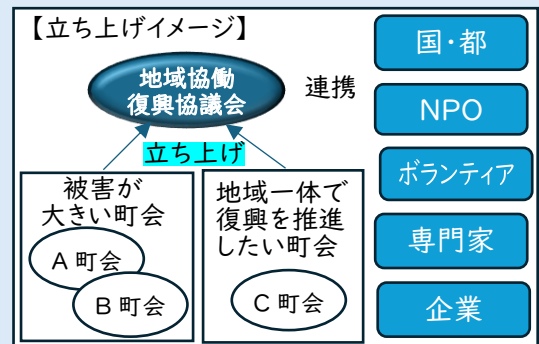 【立ち上げイメージ】
地域協働
復興協議会
連携
立ち上げ
被害が
大きい町会
A 町会
B 町会
地域一体で
復興を推進
したい町会
C 町会
国・都
NPO
ボランティア
専門家
企業